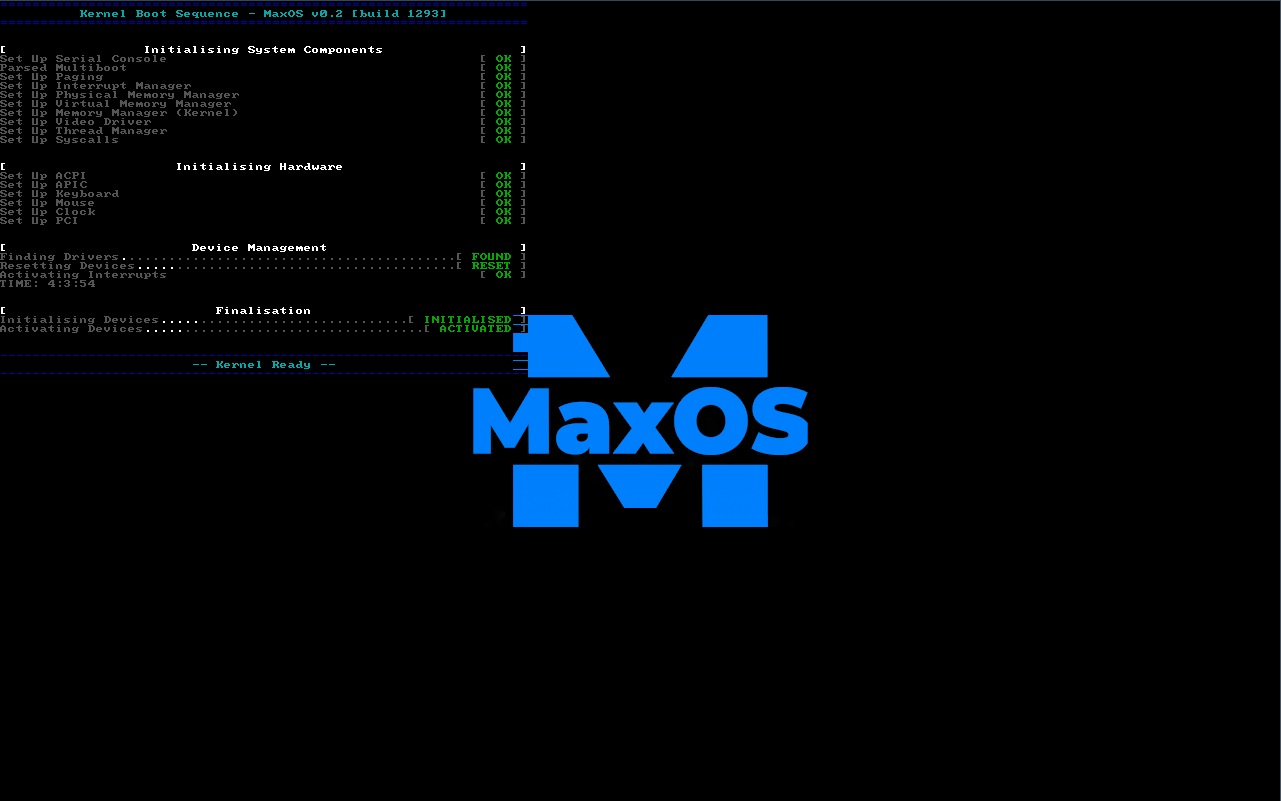 Kernel Boot Sequence - MaxOS v0.2 [build 1293]
[ Initialising System Components ]
Set Up Serial Console [ OK ]
Parsed Multiboot [ OK ]
Set Up Paging [ OK ]
Set Up Interrupt Manager [ OK ]
Set Up Physical Memory Manager [ OK ]
Set Up Virtual Memory Manager [ OK ]
Set Up Memory Manager (Kernel) [ OK ]
Set Up Video Driver [ OK ]
Set Up Thread Manager [ OK ]
Set Up Syscalls [ OK ]
[ Initialising Hardware ]
Set Up ACPI [ OK ]
Set Up APIC [ OK ]
Set Up Keyboard [ OK ]
Set Up Mouse [ OK ]
Set Up Clock [ OK ]
Set Up PCI [ OK ]
[ Device Management ]
Finding Drivers..........................................[ FOUND ]
Resetting Devices........................................[ RESET ]
Activating Interrupts [ OK ]
TIME: 4:3:54
[ Finalisation ]
Initialising Devices...............................[ INITIALISED ]
Activating Devices...................................[ ACTIVATED ]
-- Kernel Ready --
MaxOS